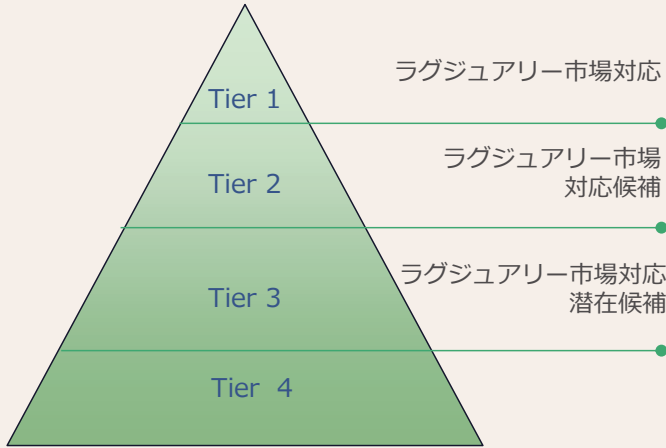 ラグジュアリー市場対応
Tier 1
ラグジュアリー市場
対応候補
Tier 2
ラグジュアリー市場対応
潜在候補
Tier 3
Tier 4